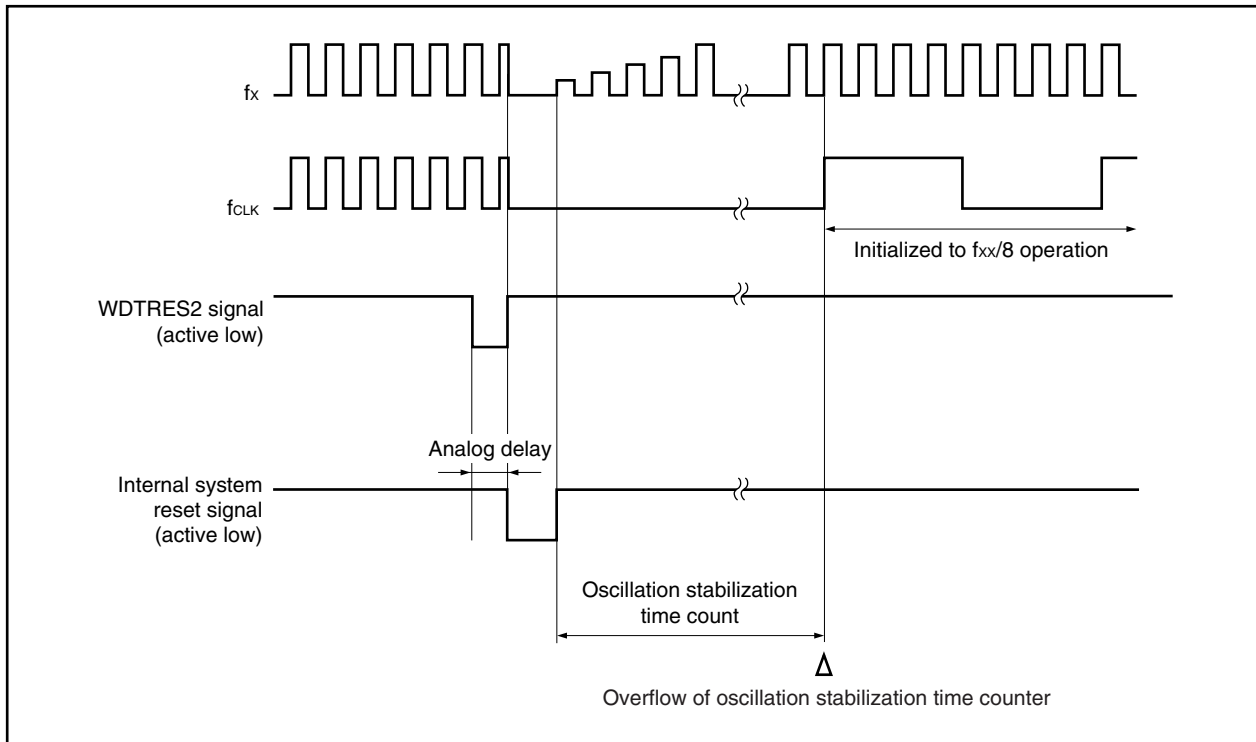 fX
fCLK
Initialized to fXX/8 operation
WDTRES2 signal
(active low)
Analog delay
Internal system
reset signal
(active low)
Oscillation stabilization
time count
Overflow of oscillation stabilization time counter